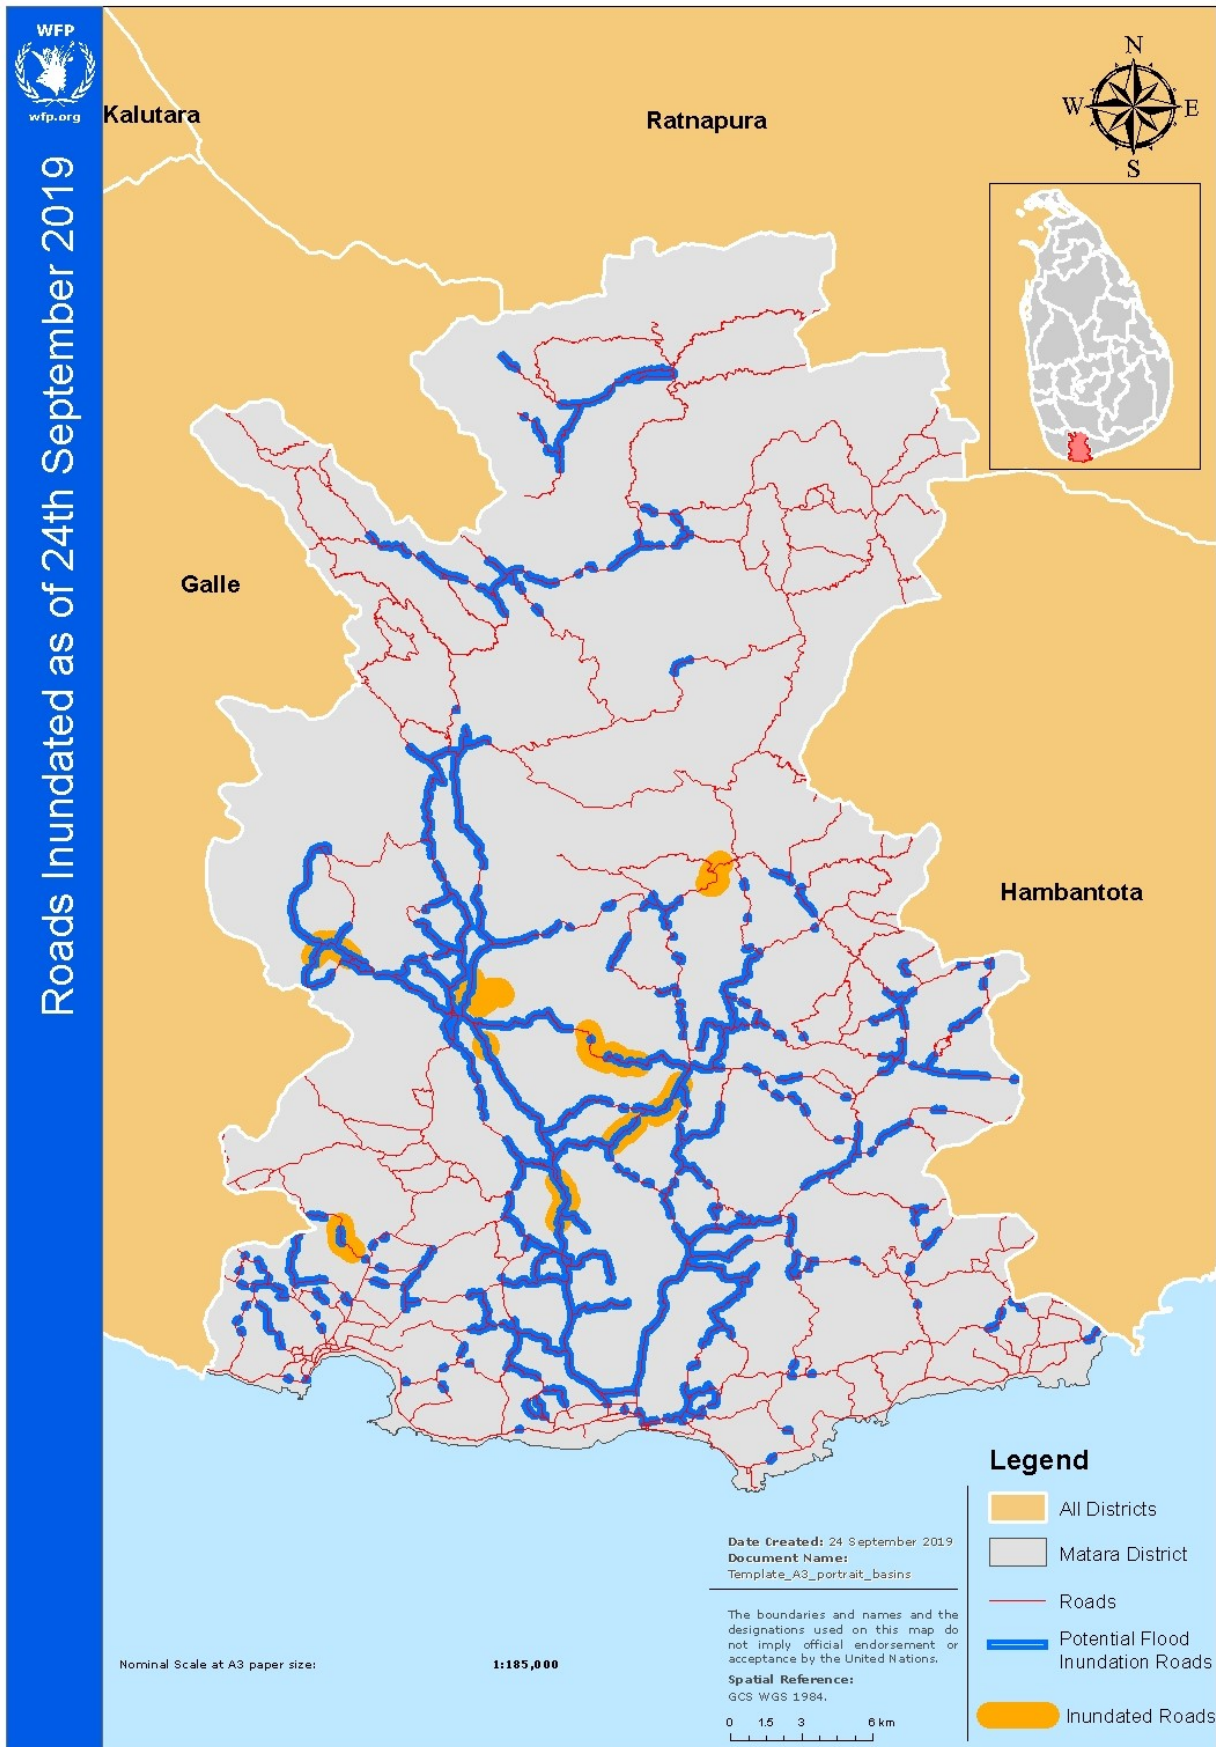 WFP
wfp.org
Roads Inundated as of 24th September 2019
Kalutara
Ratnapura
N
W
E
S
Galle
Hambantota
Legend
All Districts
Matara District
Roads
Potential Flood
Inundation Roads
Inundated Roads
Date Created: 24 September 2019
Document Name:
Template_A3_portrait_basins
The boundaries and names and the
designations used on this map do
not imply official endorsement or
acceptance by the United Nations.
Spatial Reference:
GCS WGS 1984.
0 1.5 3 6 km
Nominal Scale at A3 paper size: 1:185,000